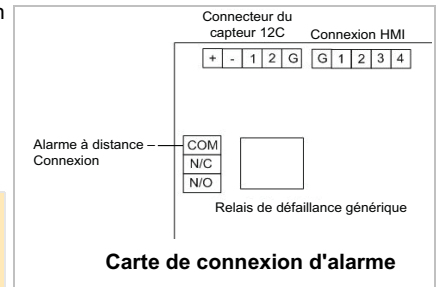 n
Connecteur du
capteur 12C
Connexion HMI
+ - 1 2 G G 1 2 3 4
Alarme à distance
Connexion
COM
N/C
N/O
Relais de défaillance générique
Carte de connexion d'alarme